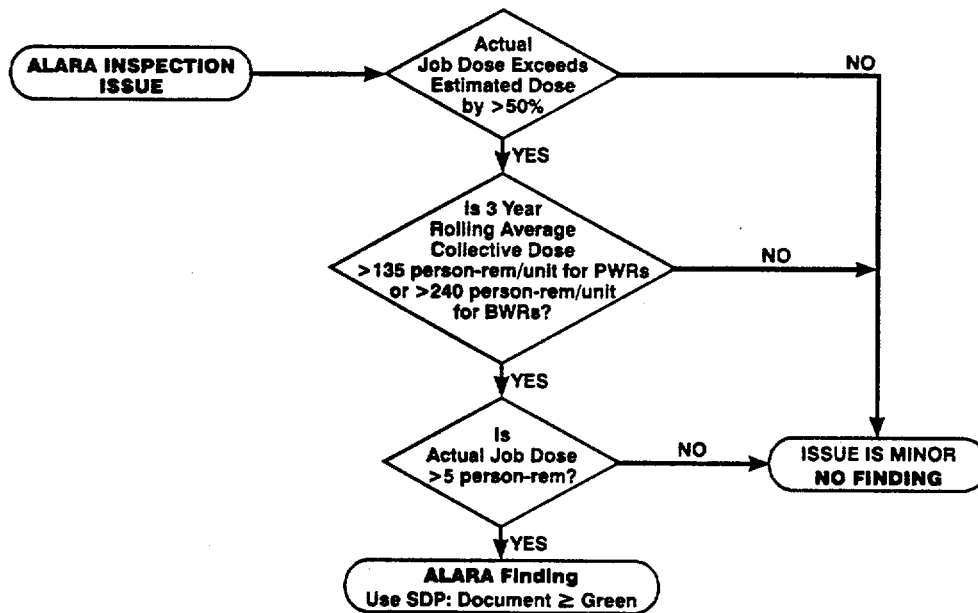 ALARA INSPECTION
ISSUE
Actual
Job Dose Exceeds
Estimated Dose
by >50%
NO
YES
Is 3 Year
Rolling Average
Collective Dose
>135 person-rem/unit for PWRs
or >240 person-rem/unit
for BWRs?
NO
YES
Is
Actual Job Dose
>5 person-rem?
NO
ISSUE IS MINOR
NO FINDING
YES
ALARA Finding
Use SDP: Document ≥ Green